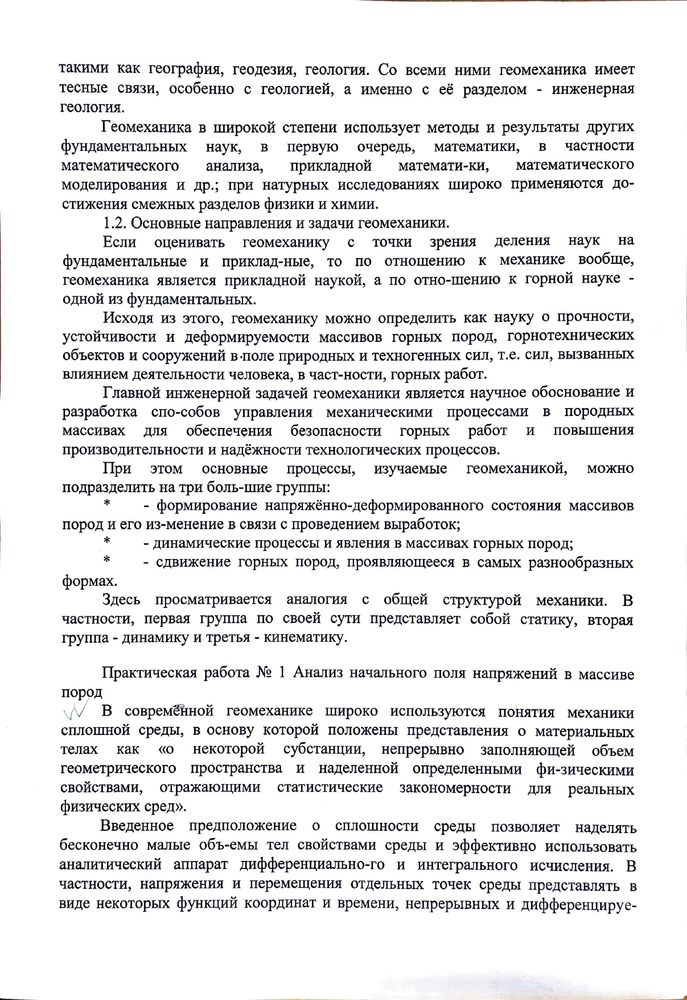 такими как география, геодезия, геология. Со всеми ними геомеханика имеет
тесные связи, особенно с геологией, а именно с её разделом - инженерная
геология.
Геомеханика в широкой степени использует методы и результаты других
фундаментальных наук, в первую очередь, математики, в частности
математического анализа, прикладной математи-ки, математического
моделирования и др.; при натурных исследованиях широко применяются до-
стижения смежных разделов физики и химии.
1.2. Основные направления и задачи геомеханики.
Если оценивать геомеханику с точки зрения деления наук на
фундаментальные и приклад-ные, то по отношению к механике вообще,
геомеханика является прикладной наукой, а по отно-шению к горной науке -
одной из фундаментальных.
Исходя из этого, геомеханику можно определить как науку о прочности,
устойчивости и деформируемости массивов горных пород, горнотехнических
объектов и сооружений в поле природных и техногенных сил, т.е. сил, вызванных
влиянием деятельности человека, в част-ности, горных работ.
Главной инженерной задачей геомеханики является научное обоснование и
разработка спо-собов управления механическими процессами в породных
массивах для обеспечения безопасности горных работ и повышения
производительности и надёжности технологических процессов.
При этом основные процессы, изучаемые геомеханикой, можно
подразделить на три боль-шие группы:
* - формирование напряжённо-деформированного состояния массивов
пород и его из-менение в связи с проведением выработок;
* - динамические процессы и явления в массивах горных пород;
* - сдвижение горных пород, проявляющееся в самых разнообразных
формах.
Здесь просматривается аналогия с общей структурой механики. В
частности, первая группа по своей сути представляет собой статику, вторая
группа - динамику и третья - кинематику.
Практическая работа № 1 Анализ начального поля напряжений в массиве
пород
В современной геомеханике широко используются понятия механики
сплошной среды, в основу которой положены представления о материальных
телах как «о некоторой субстанции, непрерывно заполняющей объем
геометрического пространства и наделенной определенными фи-зическими
свойствами, отражающими статистические закономерности для реальных
физических сред».
Введенное предположение о сплошности среды позволяет наделять
бесконечно малые объ-емы тел свойствами среды и эффективно использовать
аналитический аппарат дифференциально-го и интегрального исчисления. В
частности, напряжения и перемещения отдельных точек среды представлять в
виде некоторых функций координат и времени, непрерывных и дифференцируе-